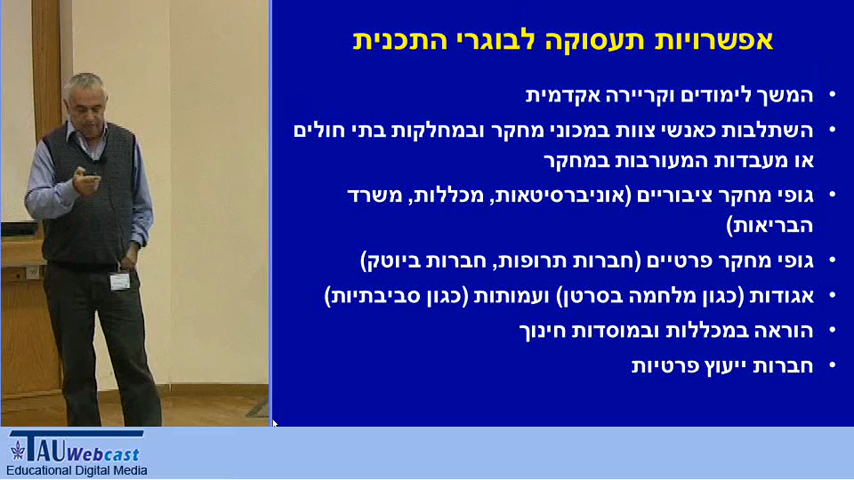 אפשרויות תעסוקה לבוגרי התכנית
• המשך לימודים וקריירה אקדמית
• השתלבות כאנשי צוות במכוני מחקר ובמחלקות בתי חולים
או מעבדות המעורבות במחקר
• גופי מחקר ציבוריים (אוניברסיטאות, מכללות, משרד
הבריאות)
• גופי מחקר פרטיים (חברות תרופות, חברות ביוטק)
• אגודות (כגון מלחמה בסרטן) ועמותות (כגון סביבתיות)
• הוראה במכללות ובמוסדות חינוך
• חברות ייעוץ פרטיות
TAU Webcast
Educational Digital Media